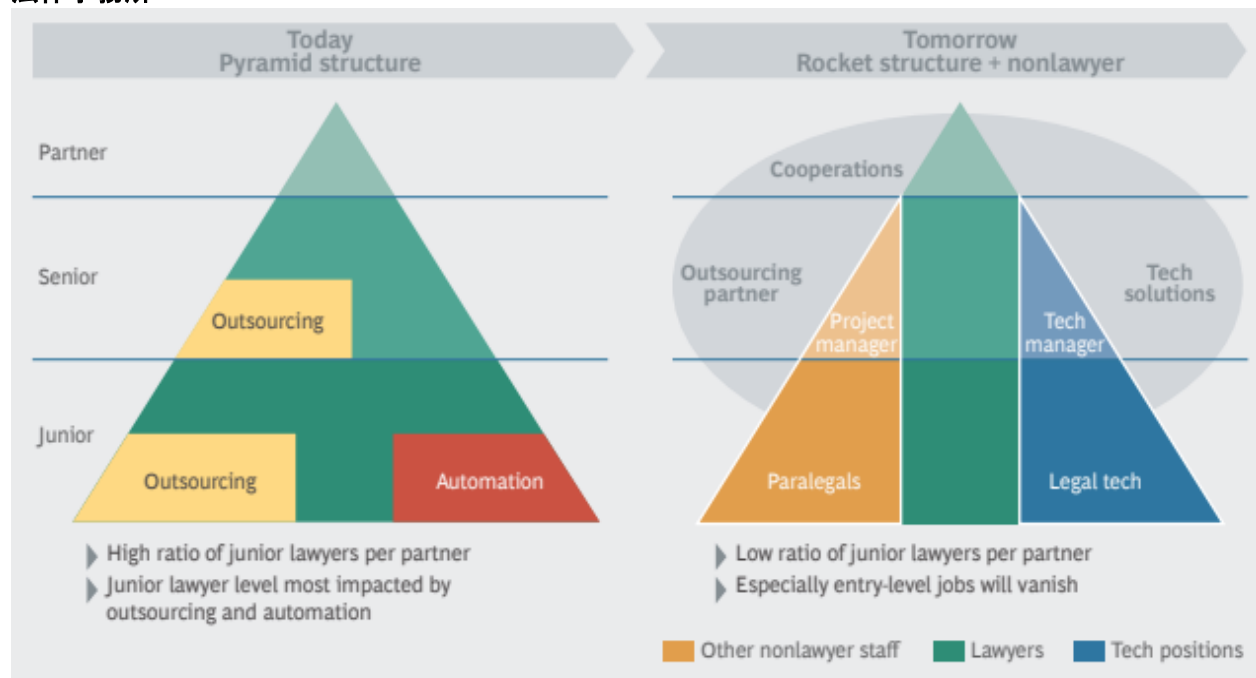 Today
Pyramid structure
Tomorrow
Rocket structure + nonlawyer
Partner
Senior
Junior
Outsourcing
Outsourcing
Automation
High ratio of junior lawyers per partner
Junior lawyer level most impacted by
outsourcing and automation
Cooperations
Outsourcing
partner
Tech
solutions
Project
manager
Tech
manager
Paralegals
Legal tech
Low ratio of junior lawyers per partner
Especially entry-level jobs will vanish
Other nonlawyer staff
Lawyers
Tech positions